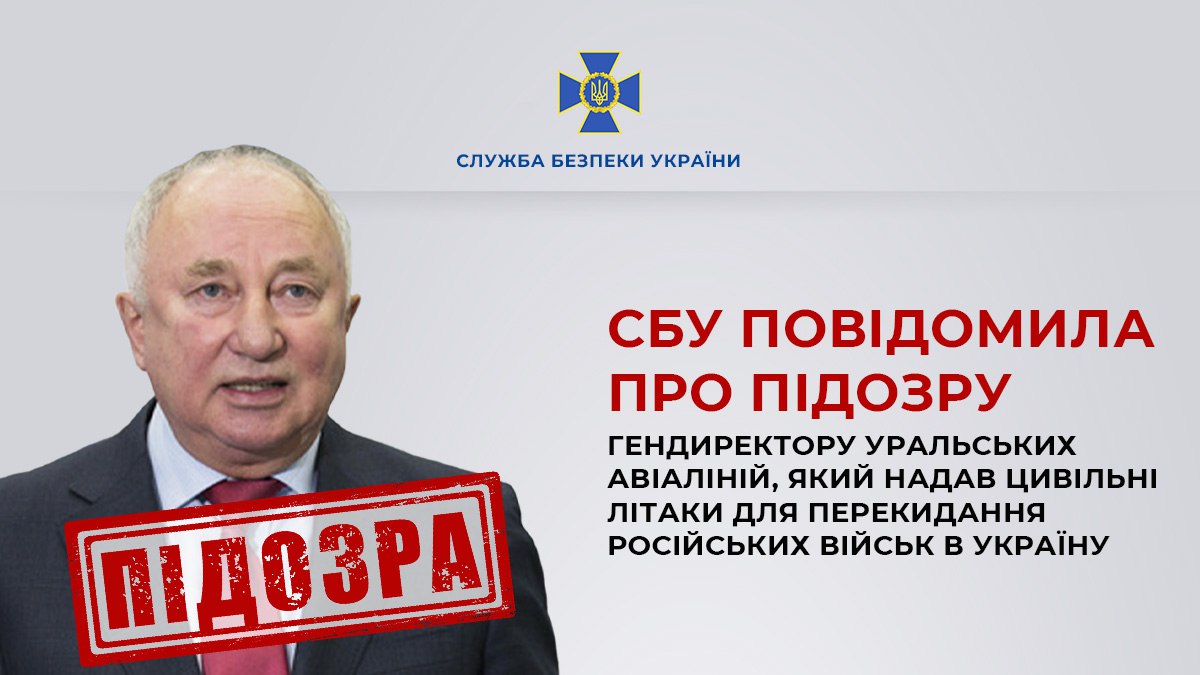 СЛУЖБА БЕЗПЕКИ УКРАЇНИ
СБУ ПОВІДОМИЛА
ПРО ПІДОЗРУ
ГЕНДИРЕКТОРУ УРАЛЬСЬКИХ
АВІАЛІНІЙ, ЯКИЙ НАДАВ ЦИВІЛЬНІ
ЛІТАКИ ДЛЯ ПЕРЕКИДАННЯ
РОСІЙСЬКИХ ВІЙСЬК В УКРАЇНУ
ПІДОЗРА